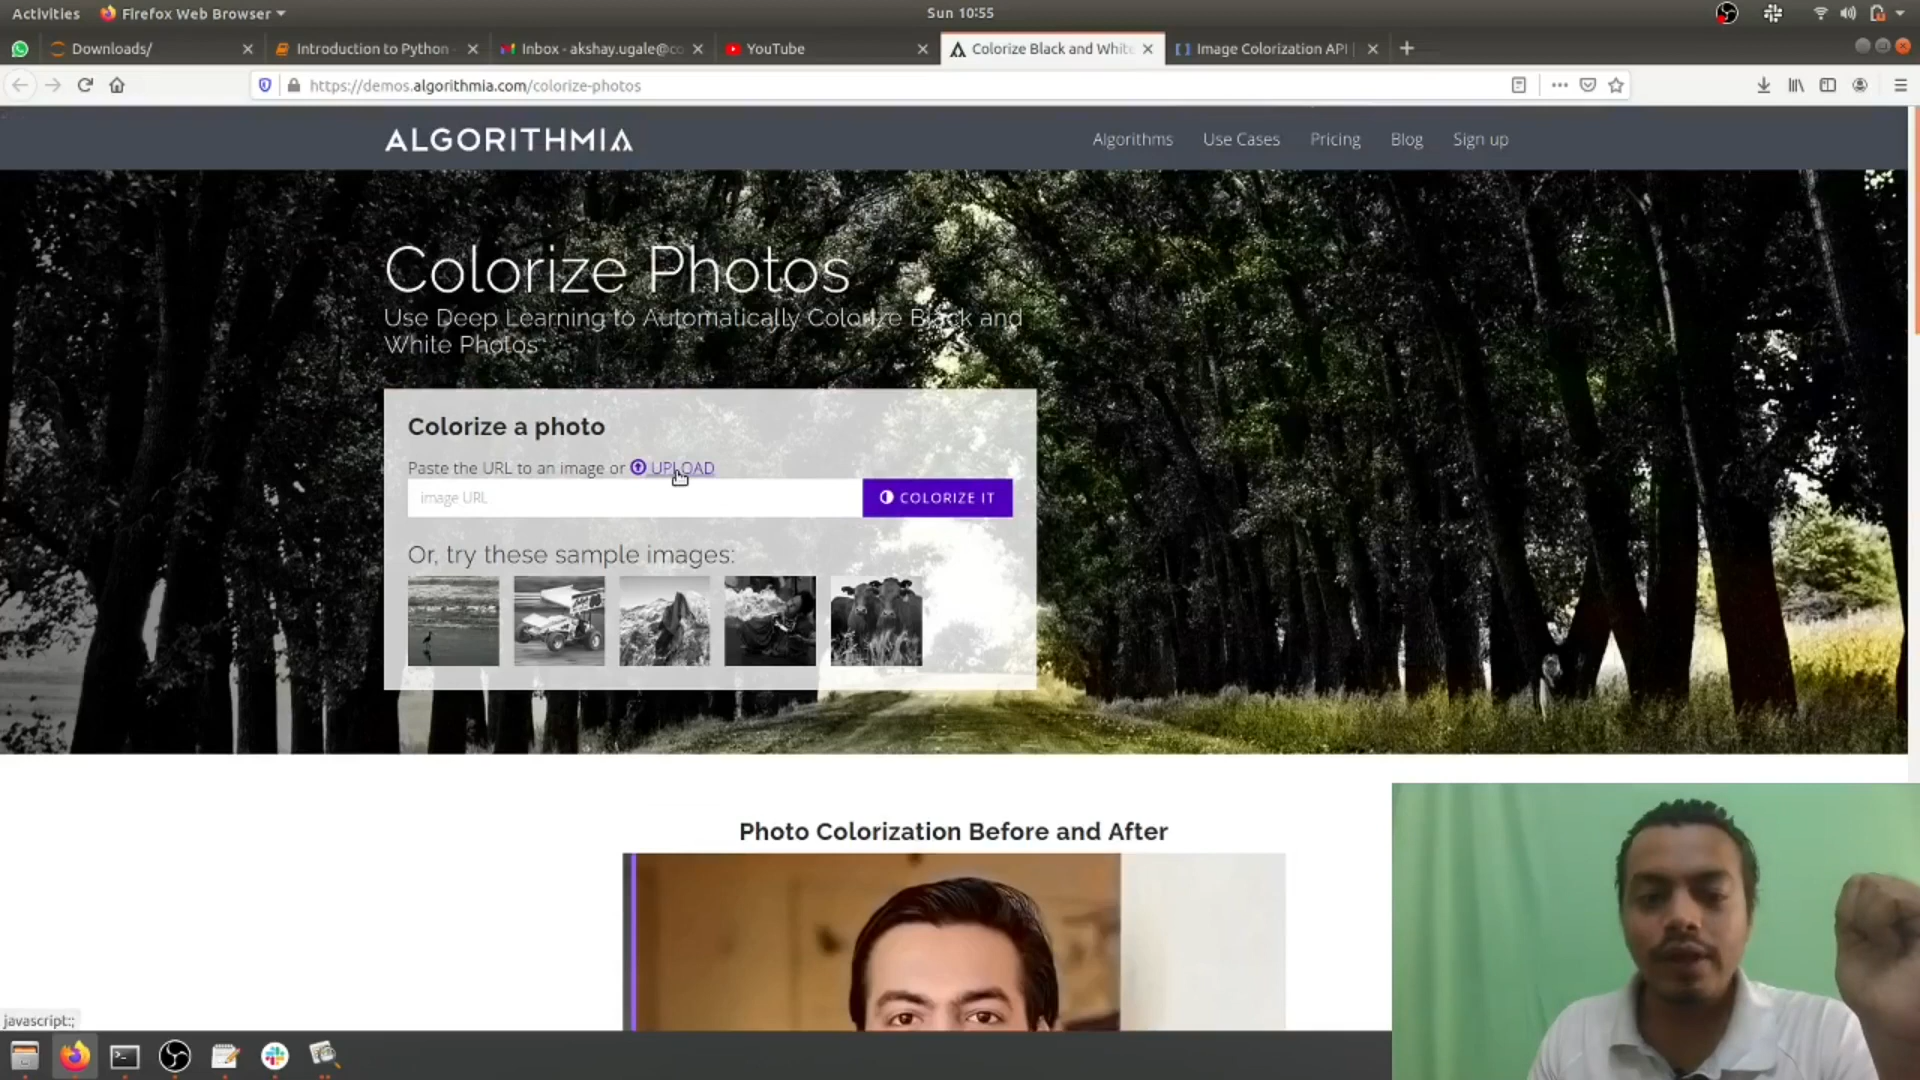 Activities
Firefox Web Browser
Sun 10:55
Downloads/
Introduction to Python -
Inbox - akshay.ugale@co
YouTube
Colorize Black and White
Image Colorization API |
https://demos.algorithmia.com/colorize-photos
ALGORITHMIA
Algorithms
Use Cases
Pricing
Blog
Sign up
Colorize Photos
Use Deep Learning to Automatically Colorize Black and
White Photos
Colorize a photo
Paste the URL to an image or UPLOAD
image URL
COLORIZE IT
Or, try these sample images:
Photo Colorization Before and After
javascript:;